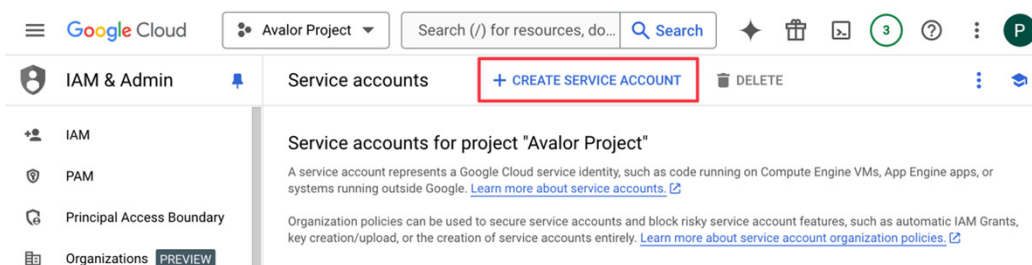 Google Cloud
Avalor Project
Search (/) for resources, do...
Search
3
P
IAM & Admin
Service accounts
+ CREATE SERVICE ACCOUNT
DELETE
IAM
PAM
Principal Access Boundary
Organizations PREVIEW
Service accounts for project "Avalor Project"
A service account represents a Google Cloud service identity, such as code running on Compute Engine VMs, App Engine apps, or
systems running outside Google. Learn more about service accounts.
Organization policies can be used to secure service accounts and block risky service account features, such as automatic IAM Grants,
key creation/upload, or the creation of service accounts entirely. Learn more about service account organization policies.